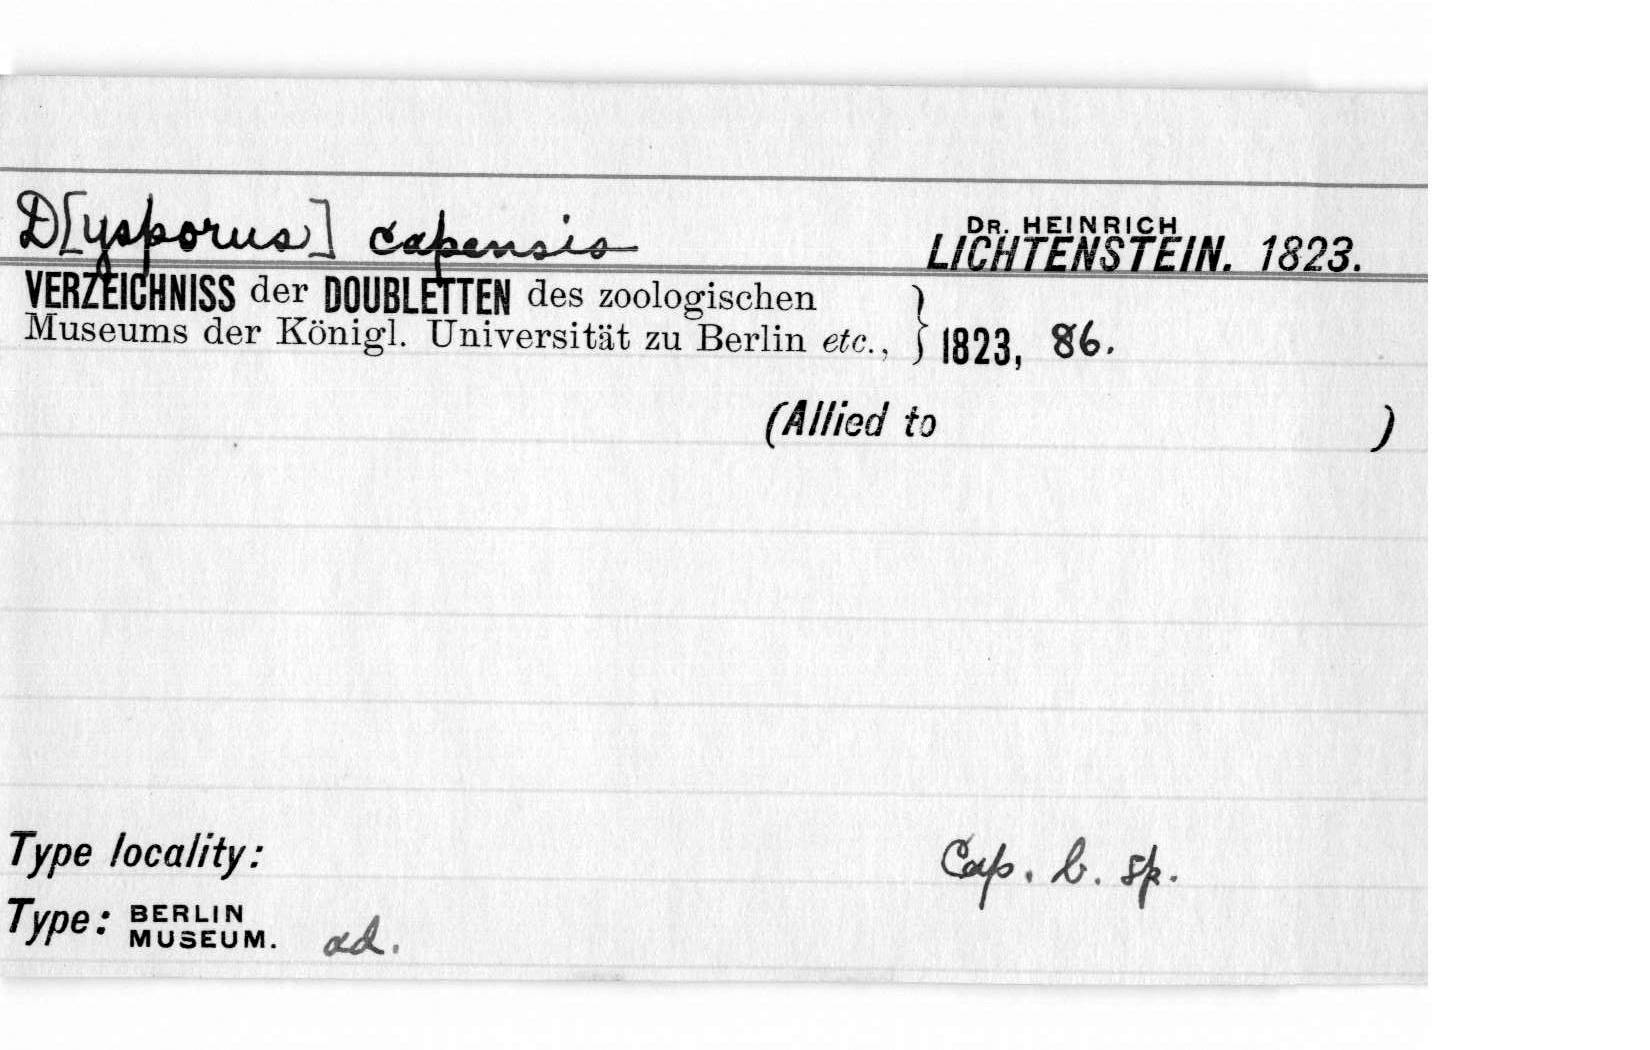 D[ysporus] capensis
DR. HEINRICH
LICHTENSTEIN. 1823.
VERZEICHNISS der DOUBLETTEN des zoologischen
Museums der Königl. Universität zu Berlin etc., } 1823, 86.
(Allied to )
Type locality: Cap. b. sp.
Type: BERLIN
MUSEUM. ad.